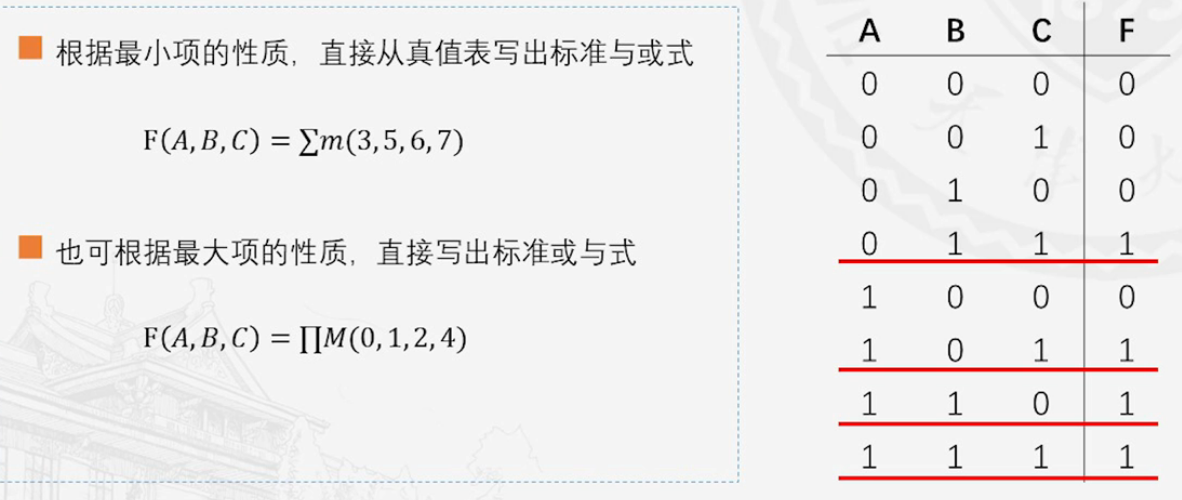 根据最小项的性质，直接从真值表写出标准与或式
F(A,B,C) = ∑m(3,5,6,7)
也可根据最大项的性质，直接写出标准或与式
F(A,B,C) = ∏M(0,1,2,4)
A B C F
0 0 0 0
0 0 1 0
0 1 0 0
0 1 1 1
1 0 0 0
1 0 1 1
1 1 0 1
1 1 1 1